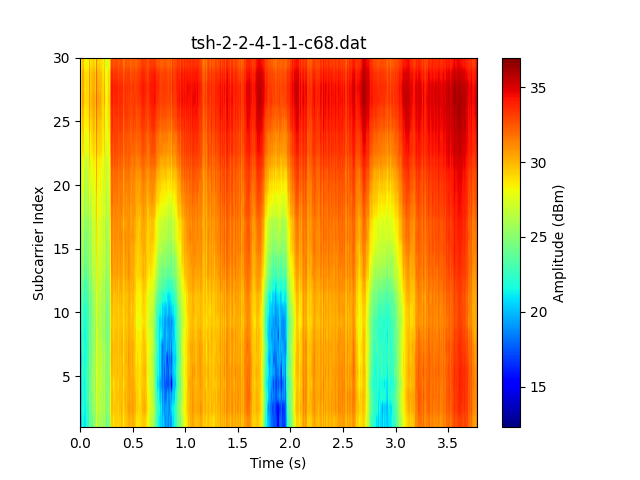 tsh-2-2-4-1-1-c68.dat
30
25
20
15
10
5
Subcarrier Index
0.0 0.5 1.0 1.5 2.0 2.5 3.0 3.5
Time (s)
35
30
25
20
15
Amplitude (dBm)